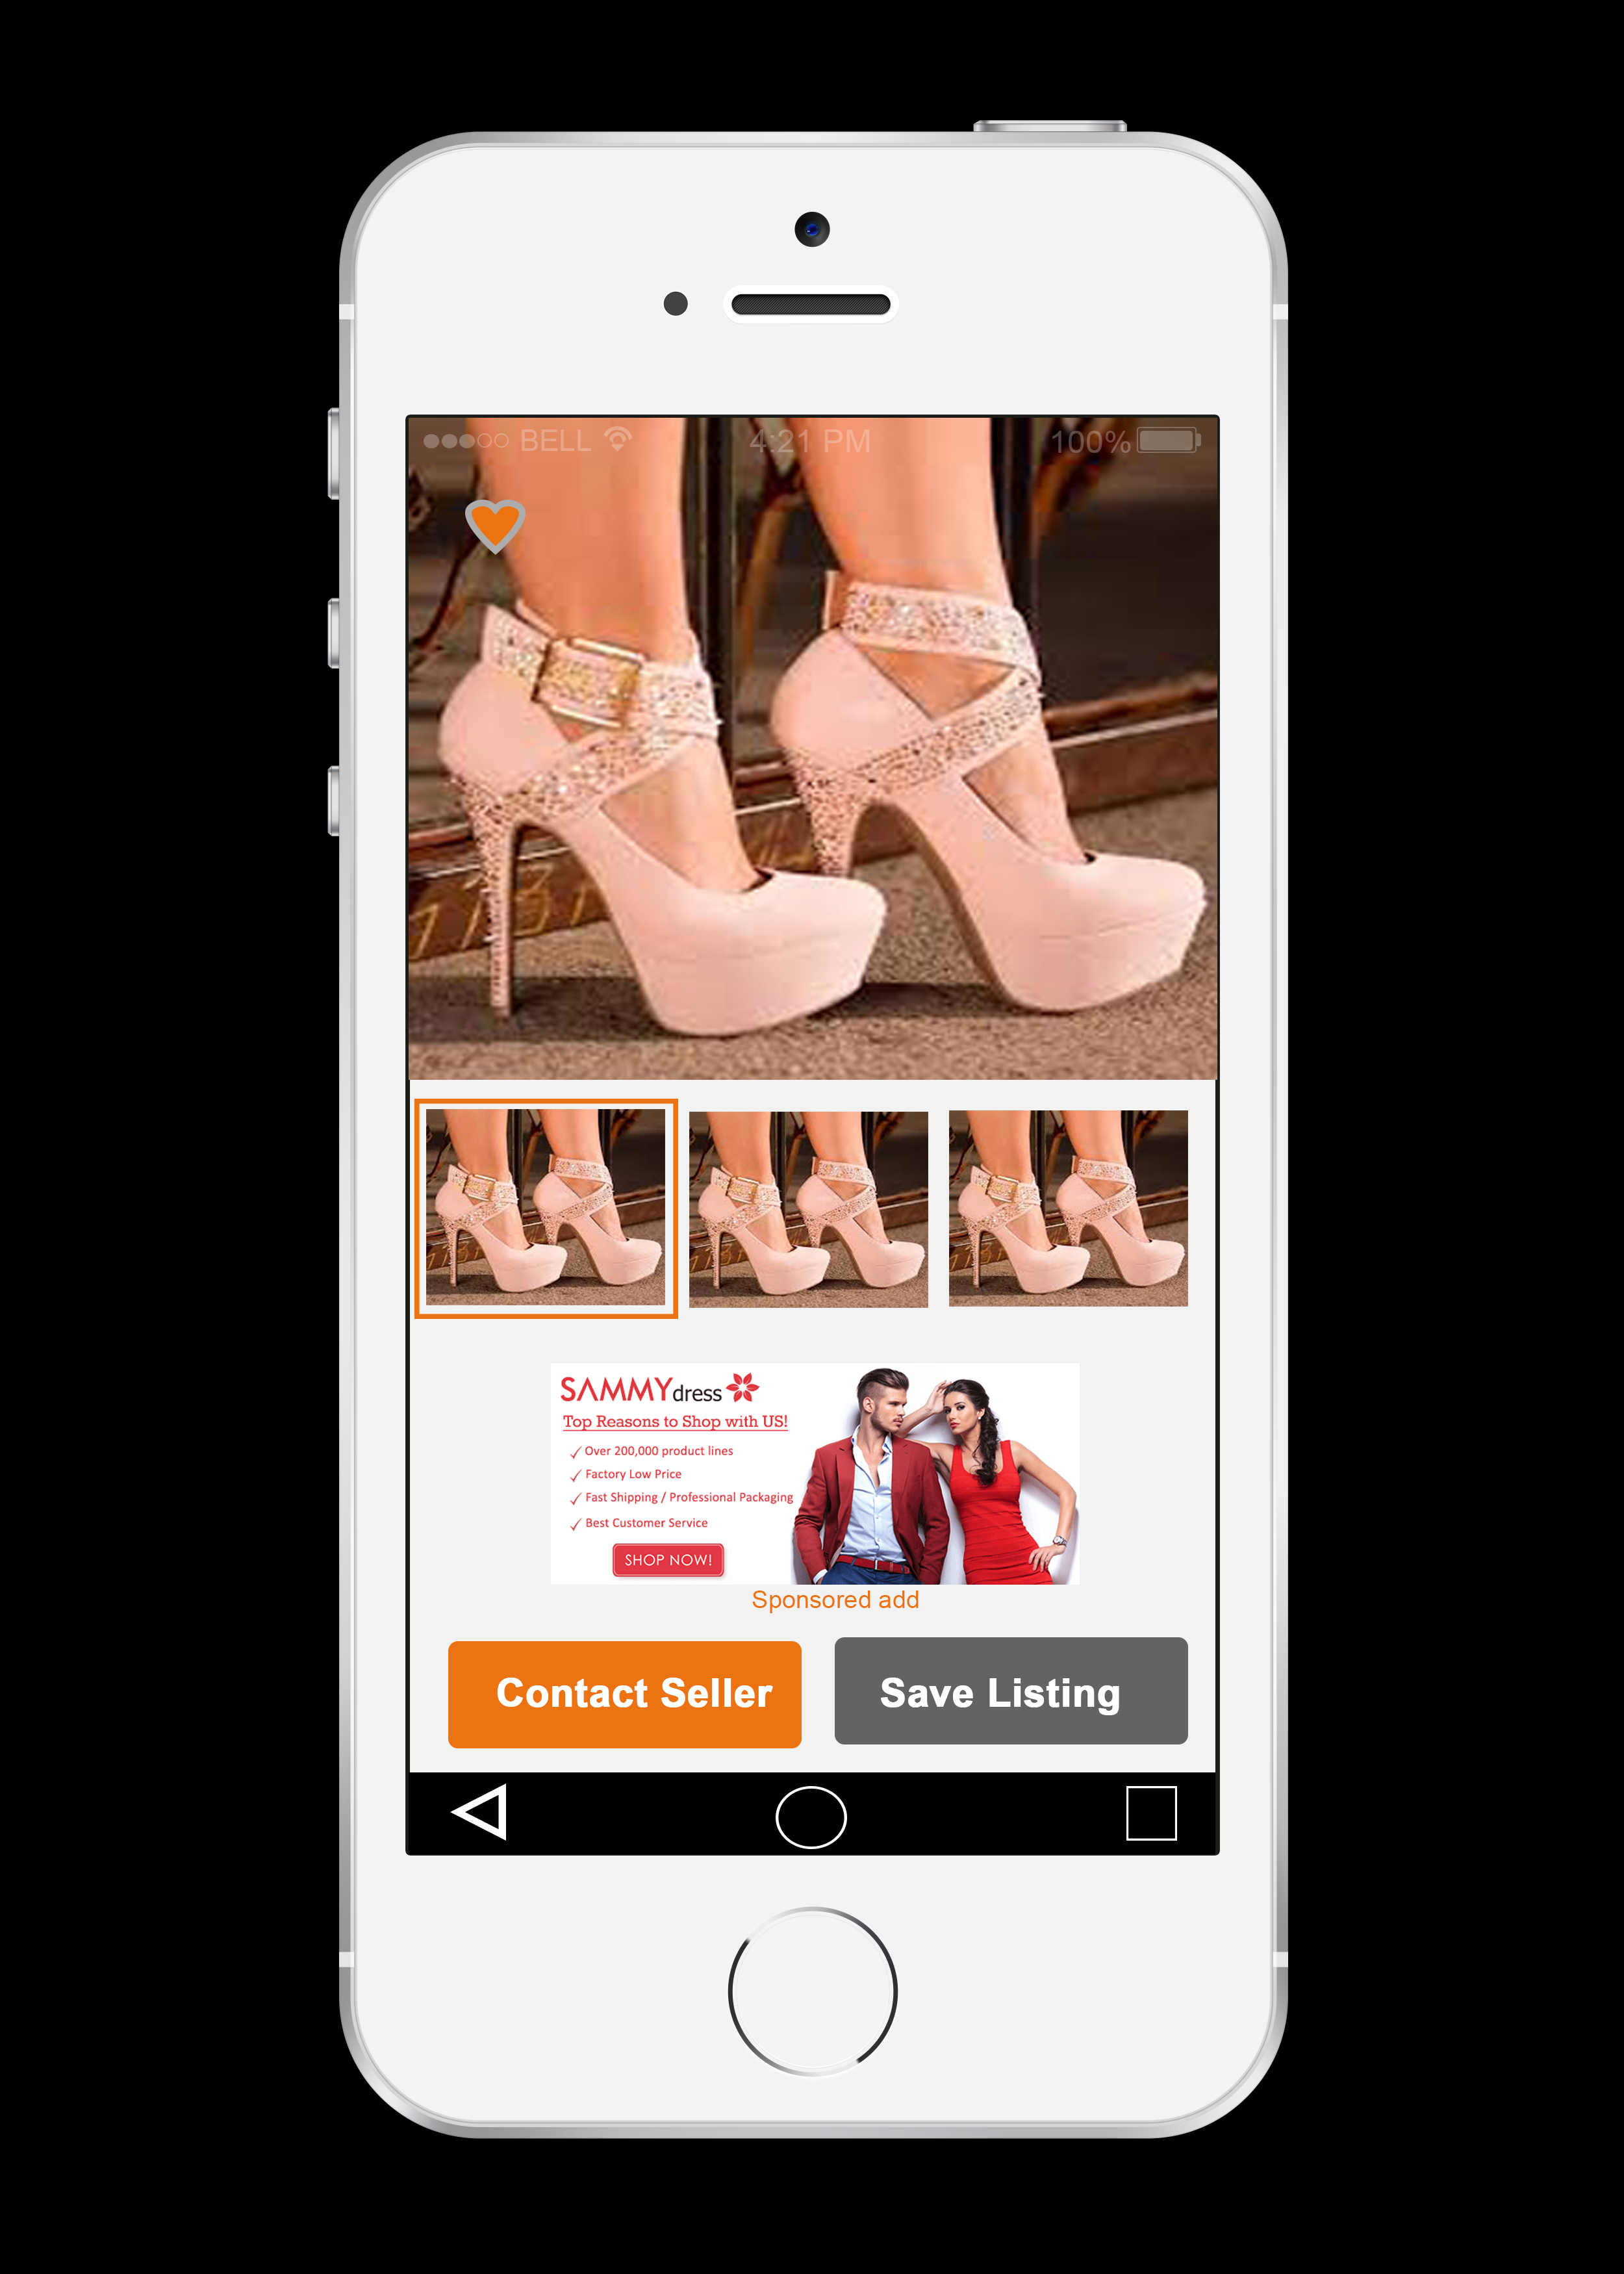 BELL 4:21 PM 100%
7131
SAMMYdress
Top Reasons to Shop with US!
Over 200,000 product lines
Factory Low Price
Fast Shipping / Professional Packaging
Best Customer Service
SHOP NOW!
Sponsored add
Contact Seller Save Listing